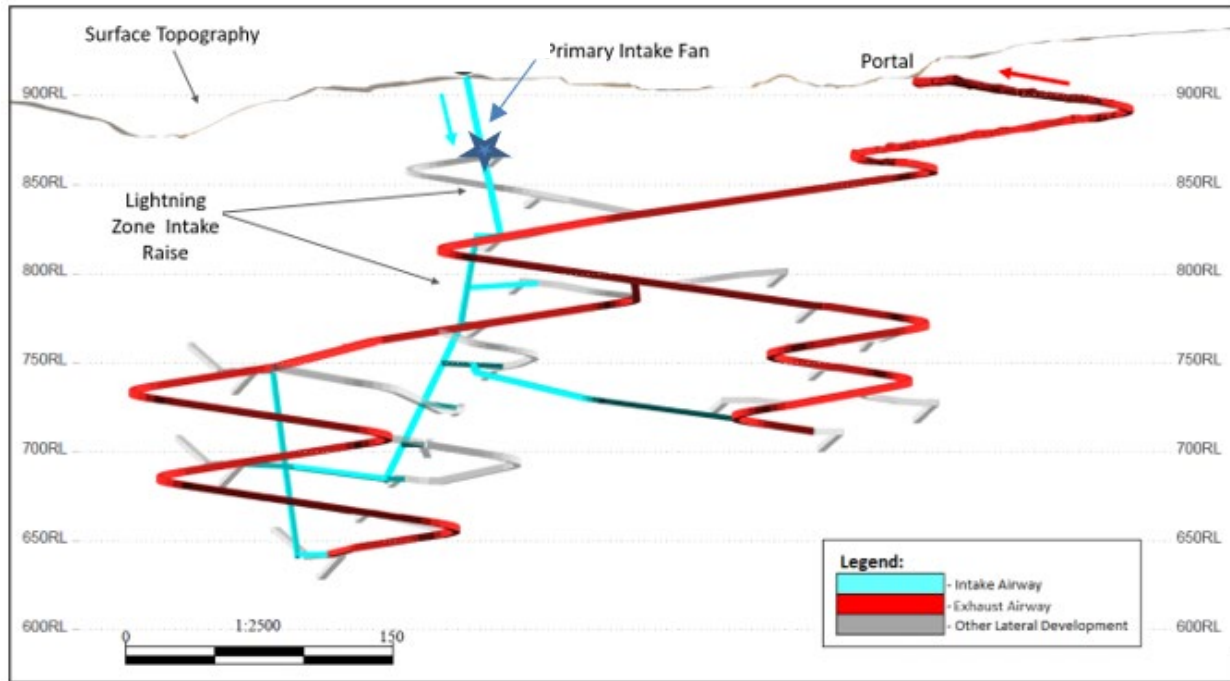 Surface Topography
Primary Intake Fan
Portal
900RL
900RL
850RL
850RL
Lightning
Zone Intake
Raise
800RL
800RL
750RL
750RL
700RL
700RL
650RL
650RL
Legend:
- Intake Airway
- Exhaust Airway
- Other Lateral Development
600RL
600RL
0
1:2500
150